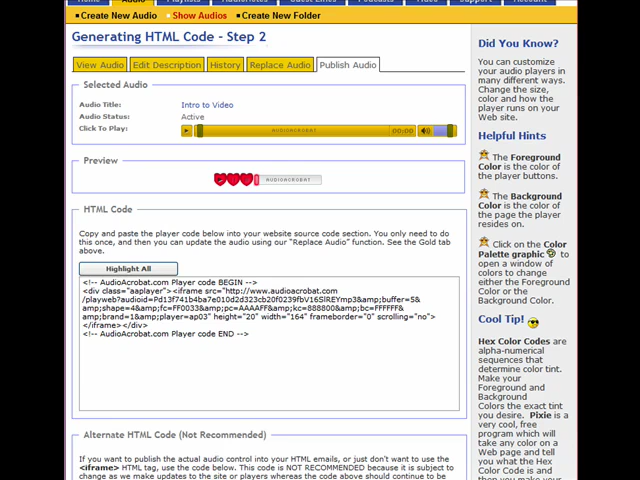 Home Audio Playlists AudioNotes Guest Lines Podcasts Video Support Account
Create New Audio Show Audios Create New Folder
Generating HTML Code - Step 2
View Audio Edit Description History Replace Audio Publish Audio
Selected Audio
Audio Title: Intro to Video
Audio Status: Active
Click To Play: AUDIOACROBAT 00:00
Preview
AUDIOACROBAT
HTML Code
Copy and paste the player code below into your website source code section. You only need to do
this once, and then you can update the audio using our "Replace Audio" function. See the Gold tab
above.
Highlight All
<!-- AudioAcrobat.com Player code BEGIN -->
<div class="aaplayer"><iframe src="http://www.audioacrobat.com
/playweb?audioid=Pd13f741b4ba7e010d2d323cb20f0239fbV16SlREYmp3&amp;buffer=5&
amp;shape=4&amp;fc=FF0033&amp;pc=AAAAFF&amp;kc=888800&amp;bc=FFFFFF&
amp;brand=1&amp;player=ap03" height="20" width="164" frameborder="0" scrolling="no">
</iframe></div>
<!-- AudioAcrobat.com Player code END -->
Alternate HTML Code (Not Recommended)
If you want to publish the actual audio control into your HTML emails, or just don't want to use the
<iframe> HTML tag, use the code below. This code is NOT RECOMMENDED because it is subject to
change as we make updates to the site or players whereas the code above should continue to be
Did You Know?
You can customize
your audio players in
many different ways.
Change the size,
color and how the
player runs on your
Web site.
Helpful Hints
The Foreground
Color is the color of
the player buttons.
The Background
Color is the color of
the page the player
resides on.
Click on the Color
Palette graphic to
open a window of
colors to change
either the
Foreground Color or
the Background
Color.
Cool Tip!
Hex Color Codes are
alpha-numerical
sequences that
determine color tint.
Make your
Foreground and
Background
Colors the exact tint
you desire. Pixie is a
very cool, free
program which will
take any color on a
Web page and tell
you what the Hex
Color Code is and